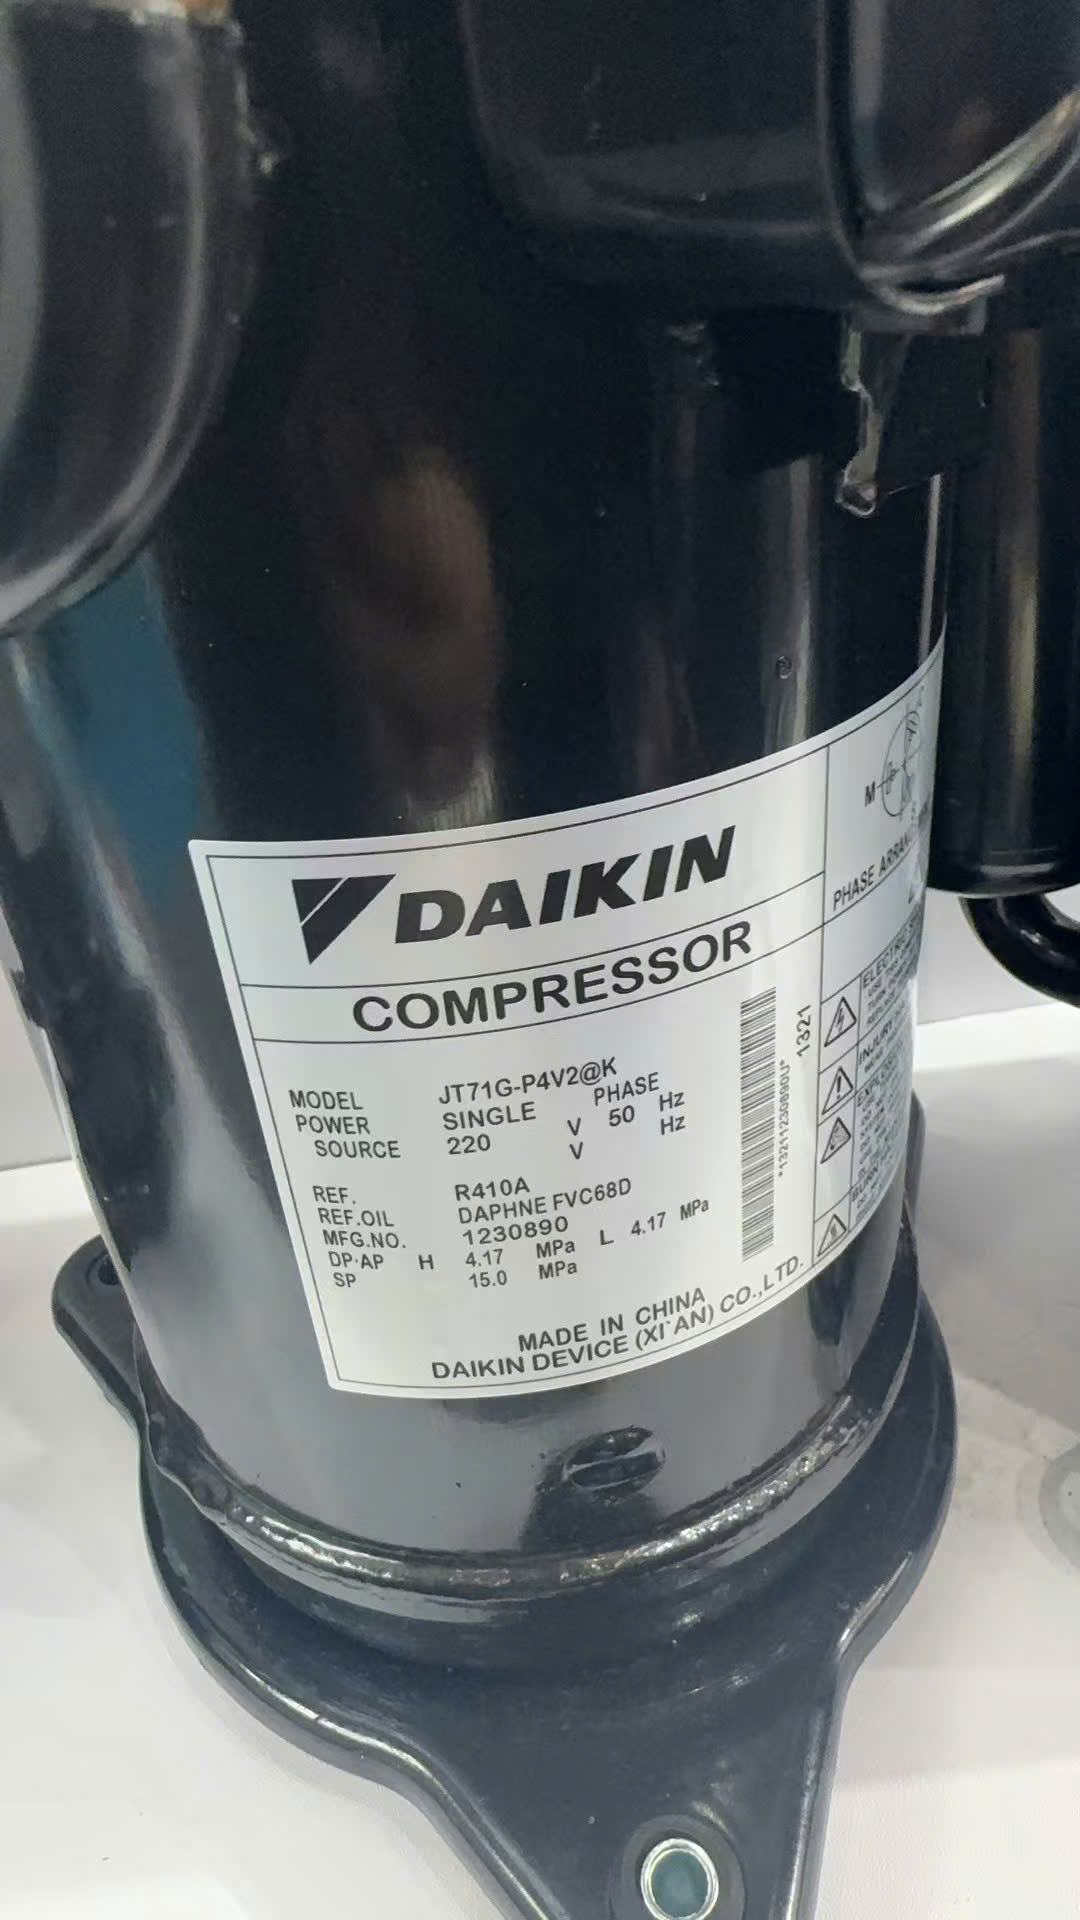 DAIKIN
COMPRESSOR
MODEL JT71G-P4V2@K
POWER SINGLE PHASE
SOURCE 220 V 50 Hz
V Hz
REF. R410A
REF.OIL DAPHNE FVC68D
MFG.NO. 1230890
DP·AP H 4.17 MPa L 4.17 MPa
SP 15.0 MPa
MADE IN CHINA
DAIKIN DEVICE (XI'AN) CO.,LTD.
*13211230890U*
1321
M
PHASE